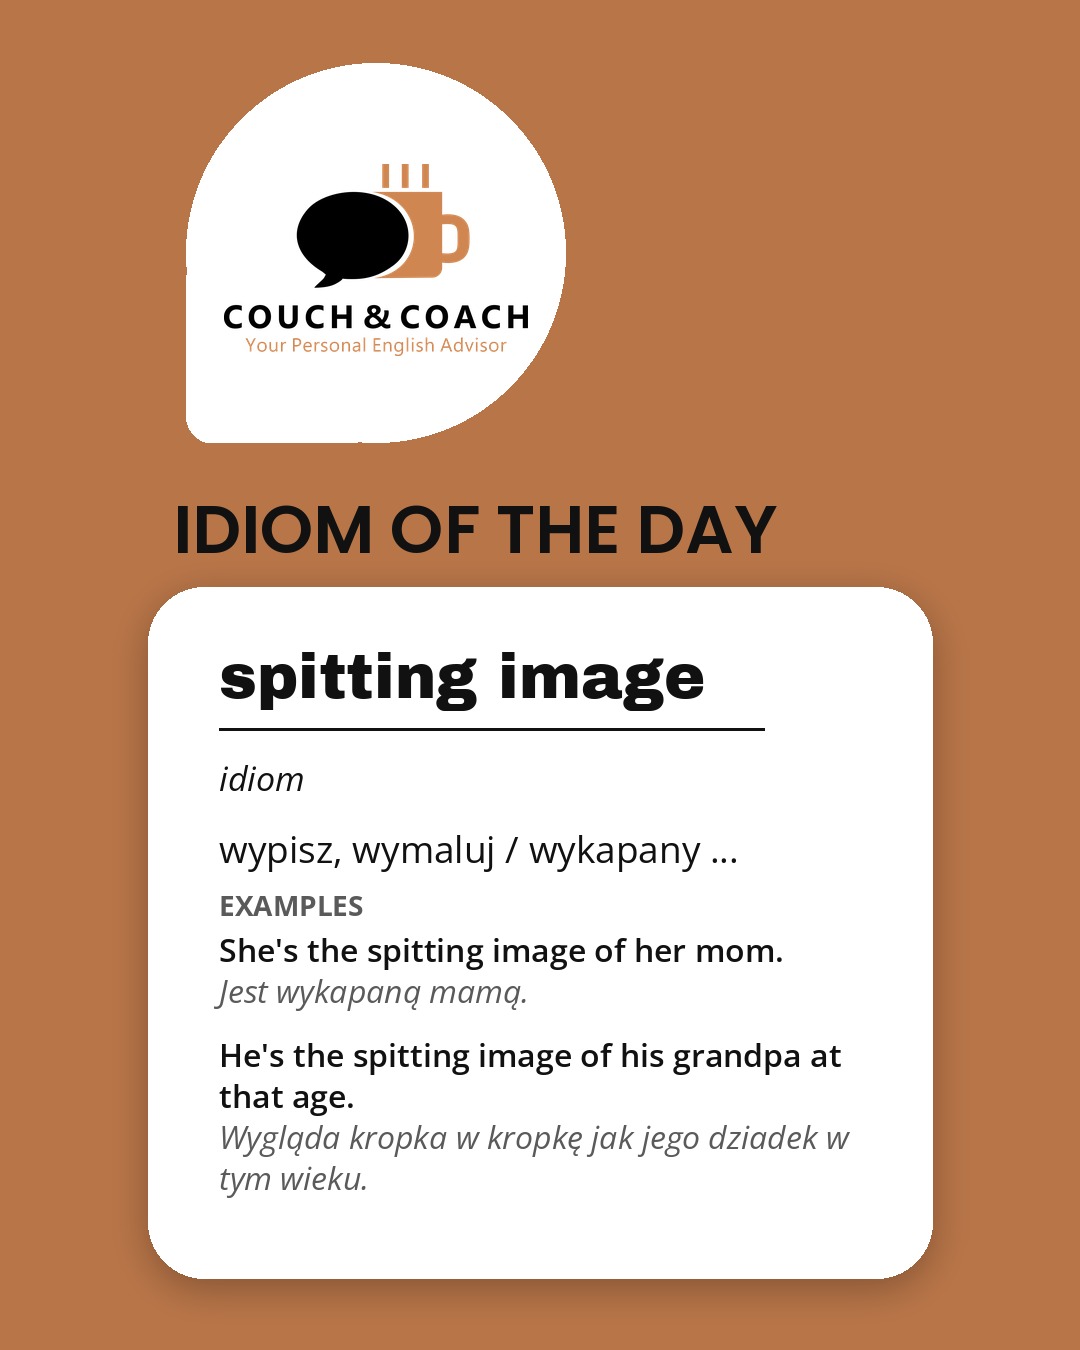 COUCH & COACH
Your Personal English Advisor
IDIOM OF THE DAY
spitting image
idiom
wypisz, wymaluj / wykapany ...
EXAMPLES
She's the spitting image of her mom.
Jest wykapaną mamą.
He's the spitting image of his grandpa at
that age.
Wygląda kropka w kropkę jak jego dziadek w
tym wieku.